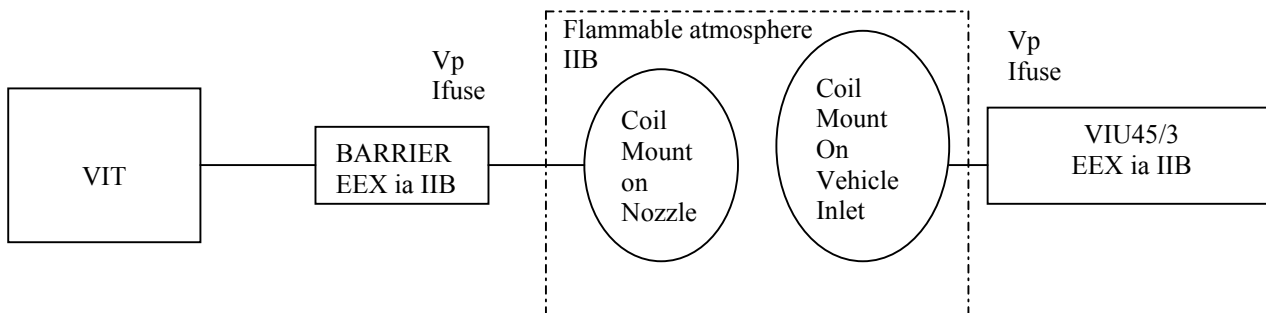 VIT
BARRIER
EEX ia IIB
Vp
Ifuse
Flammable atmosphere
IIB
Coil
Mount
on
Nozzle
Coil
Mount
On
Vehicle
Inlet
Vp
Ifuse
VIU45/3
EEX ia IIB